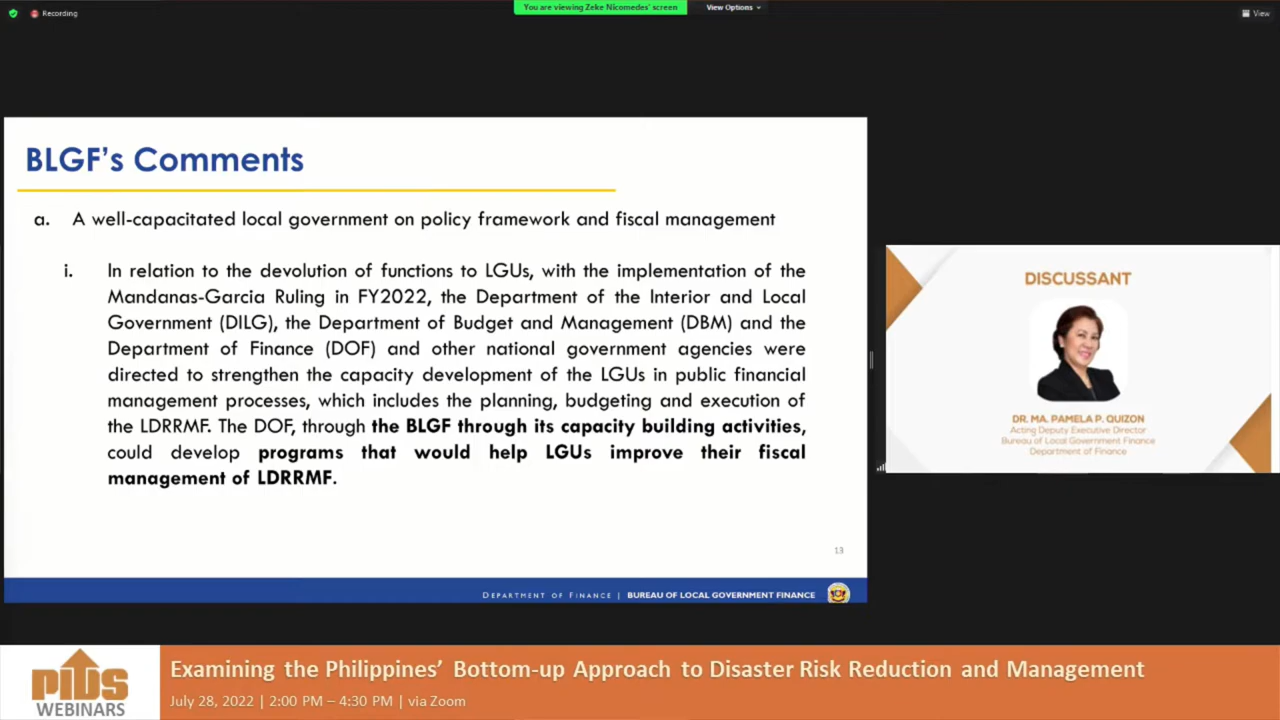 Recording
You are viewing Zeke Nicomedes' screen
View Options
View
BLGF's Comments
a. A well-capacitated local government on policy framework and fiscal management
i. In relation to the devolution of functions to LGUs, with the implementation of the
Mandanas-Garcia Ruling in FY2022, the Department of the Interior and Local
Government (DILG), the Department of Budget and Management (DBM) and the
Department of Finance (DOF) and other national government agencies were
directed to strengthen the capacity development of the LGUs in public financial
management processes, which includes the planning, budgeting and execution of
the LDRRMF. The DOF, through the BLGF through its capacity building activities,
could develop programs that would help LGUs improve their fiscal
management of LDRRMF.
13
DEPARTMENT OF FINANCE | BUREAU OF LOCAL GOVERNMENT FINANCE
DISCUSSANT
DR. MA. PAMELA P. QUIZON
Acting Deputy Executive Director
Bureau of Local Government Finance
Department of Finance
PIDS
WEBINARS
Examining the Philippines' Bottom-up Approach to Disaster Risk Reduction and Management
July 28, 2022 | 2:00 PM – 4:30 PM | via Zoom